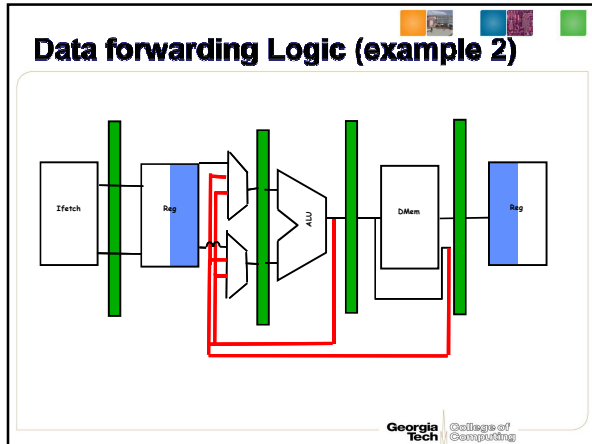 Data forwarding Logic (example 2)
Ifetch
Reg
ALU
DMem
Reg
Georgia Tech
College of Computing